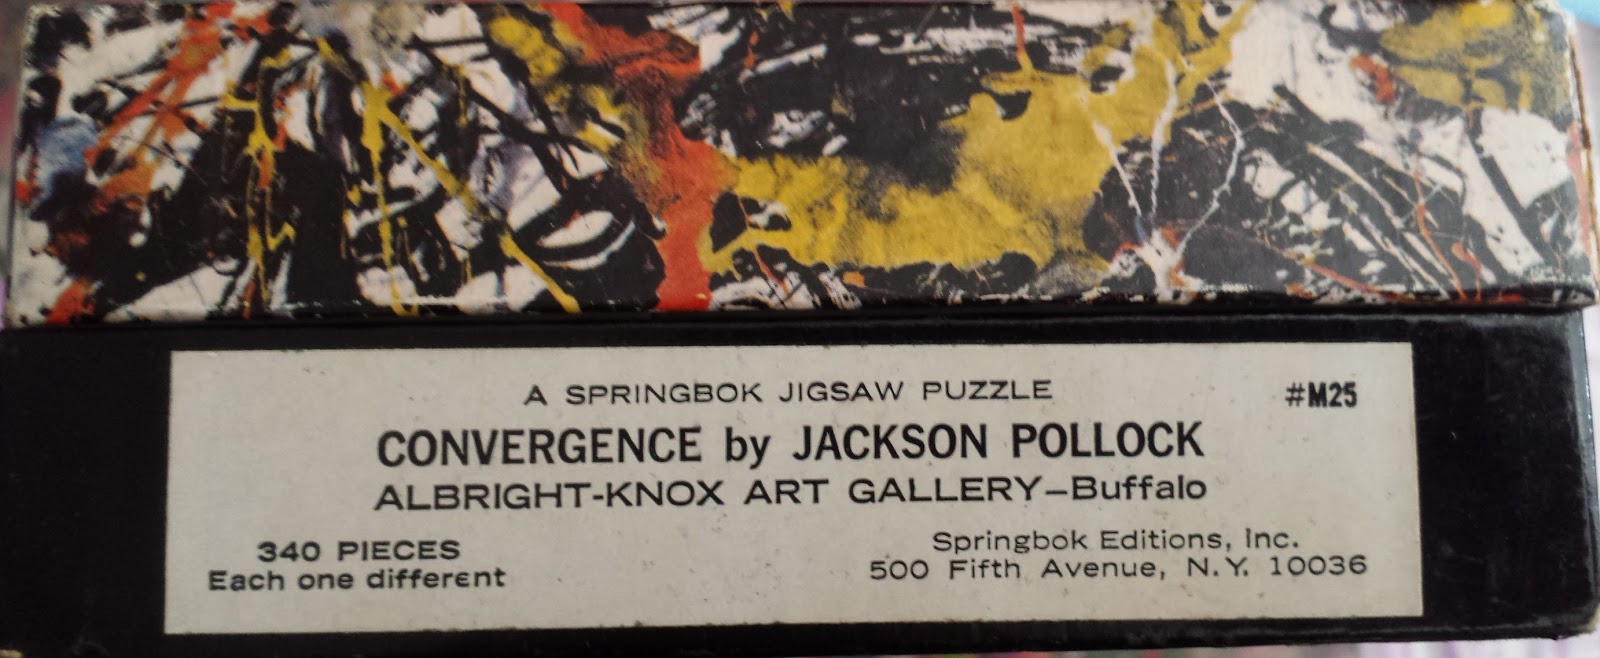 A SPRINGBOK JIGSAW PUZZLE #M25
CONVERGENCE by JACKSON POLLOCK
ALBRIGHT-KNOX ART GALLERY–Buffalo
340 PIECES
Each one different
Springbok Editions, Inc.
500 Fifth Avenue, N.Y. 10036